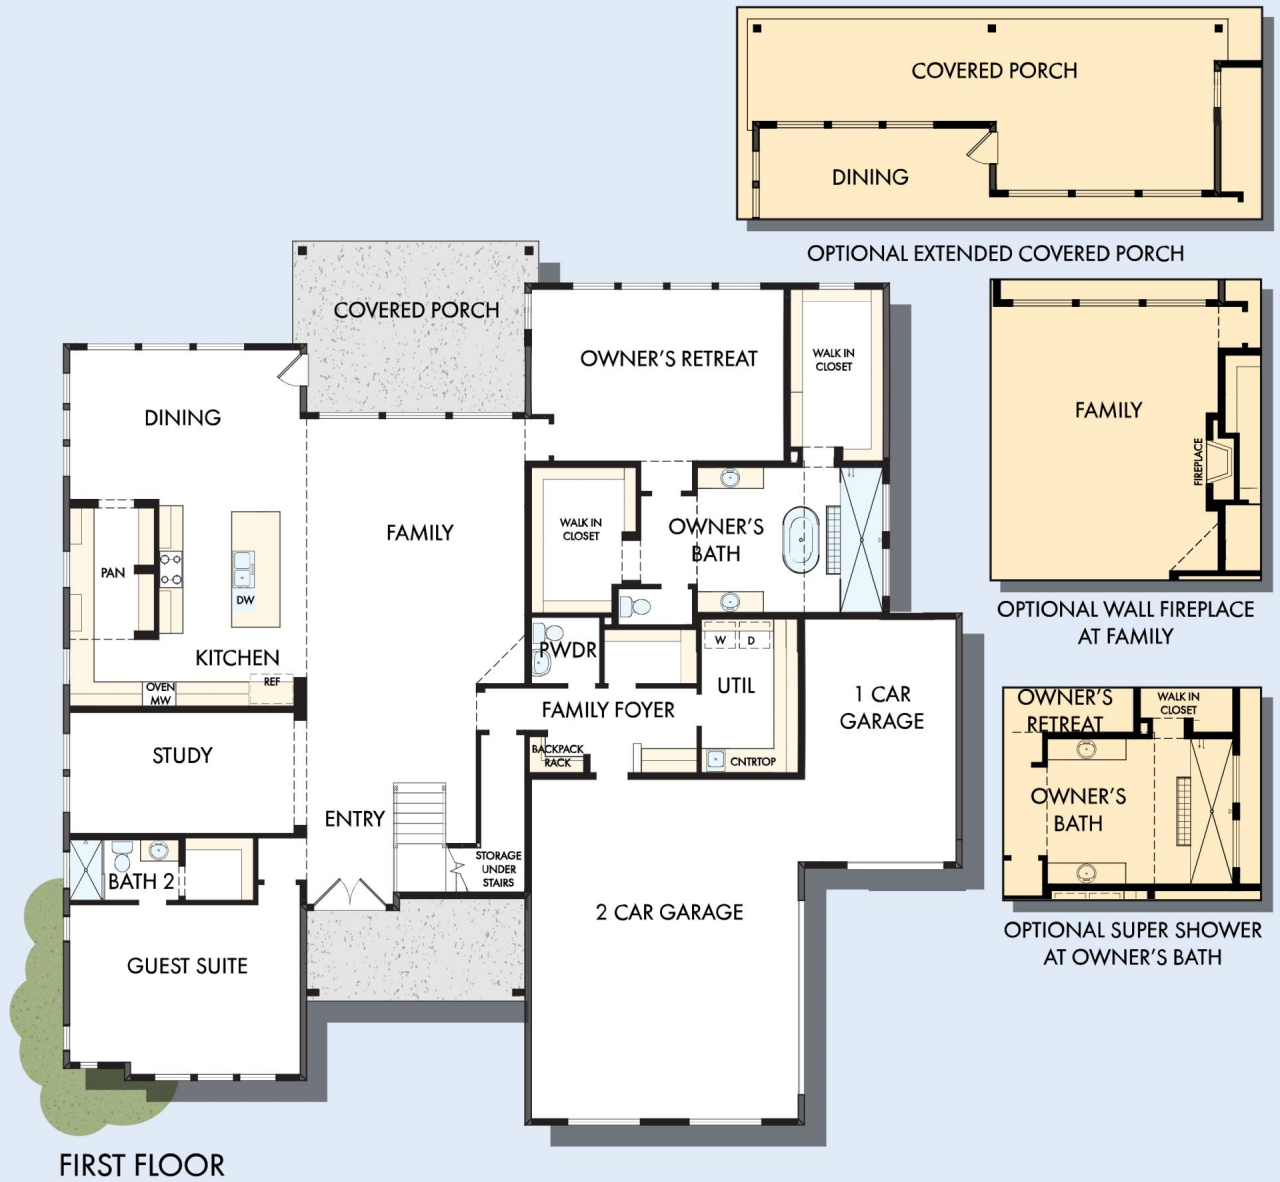 COVERED PORCH
DINING
OPTIONAL EXTENDED COVERED PORCH
COVERED PORCH
OWNER'S RETREAT
WALK IN
CLOSET
DINING
FAMILY
WALK IN
CLOSET
OWNER'S
BATH
PAN
DW
KITCHEN
OVEN
MW
REF
PWDR
W
D
UTIL
FAMILY FOYER
1 CAR
GARAGE
STUDY
BACKPACK
RACK
CNTRTOP
ENTRY
STORAGE
UNDER
STAIRS
BATH 2
2 CAR GARAGE
GUEST SUITE
FIRST FLOOR
FAMILY
FIREPLACE
OPTIONAL WALL FIREPLACE
AT FAMILY
OWNER'S
RETREAT
WALK IN
CLOSET
OWNER'S
BATH
OPTIONAL SUPER SHOWER
AT OWNER'S BATH